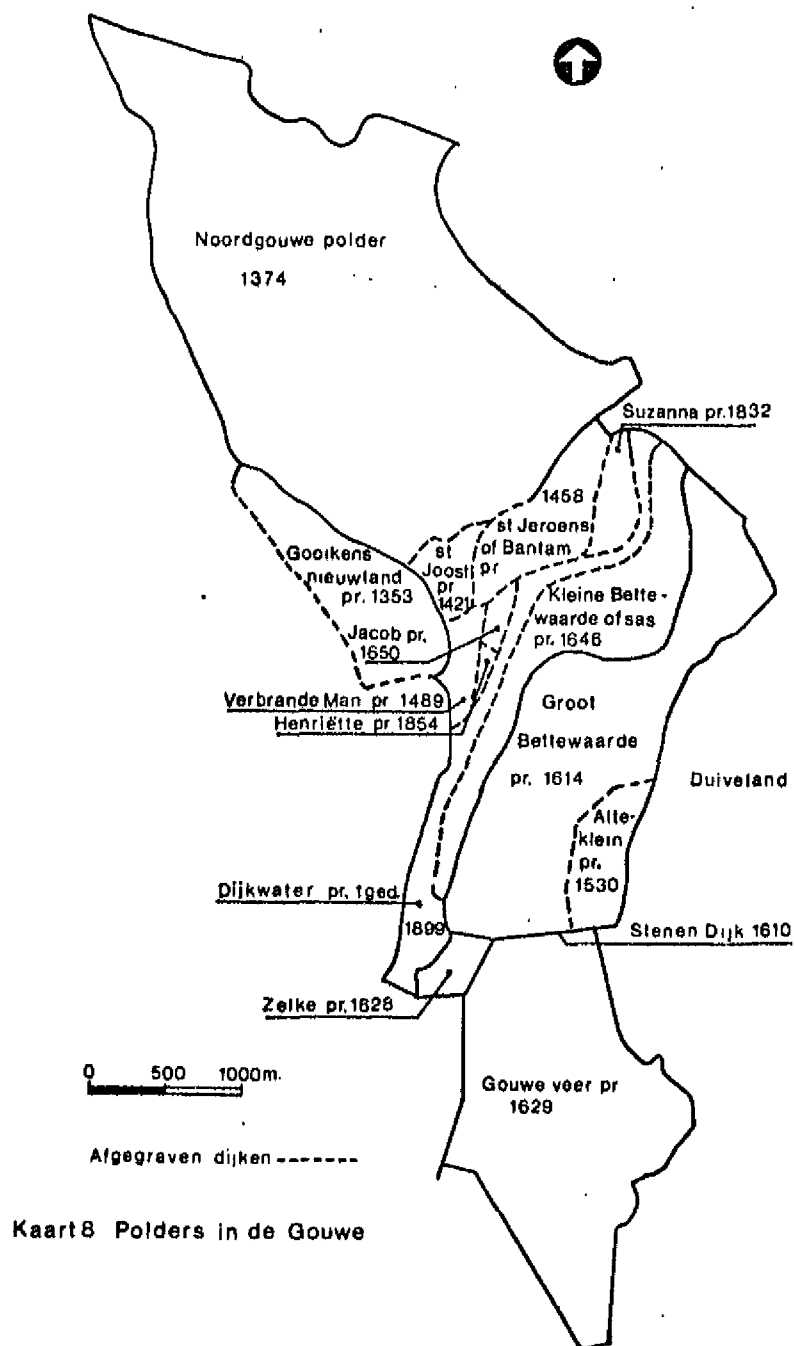 Noordgouwe polder
1374
Suzanna pr.1832
1458
st Jeroens
of Bantam
pr
st
Joost
pr
1421
Gooikens
nieuwland
pr. 1353
Jacob pr.
1650
Kleine Bette-
waarde of sas
pr. 1646
Verbrande Man pr 1489
Henriëtte pr 1854
Groot
Bettewaarde
pr. 1614
Duiveland
Alte-
klein
pr.
1530
Dijkwater pr. 1ged.
1899
Stenen Dijk 1610
Zelke pr.1628
Gouwe veer pr
1629
0 500 1000m.
Afgegraven dijken
Kaart 8 Polders in de Gouwe